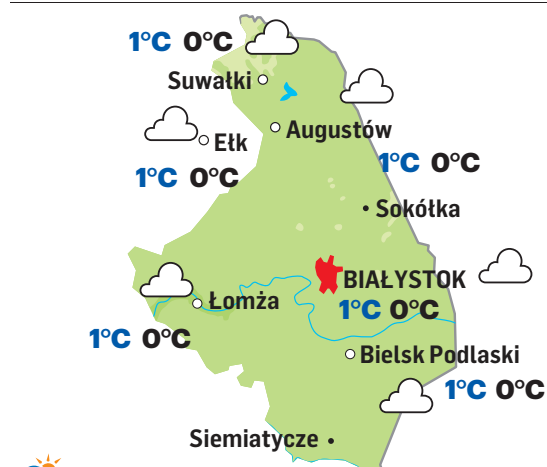 1°C 0°C
Suwałki
Augustów
Ełk
1°C 0°C
1°C 0°C
Sokółka
BIAŁYSTOK
Łomża
1°C 0°C
1°C 0°C
Bielsk Podlaski
1°C 0°C
Siemiatycze